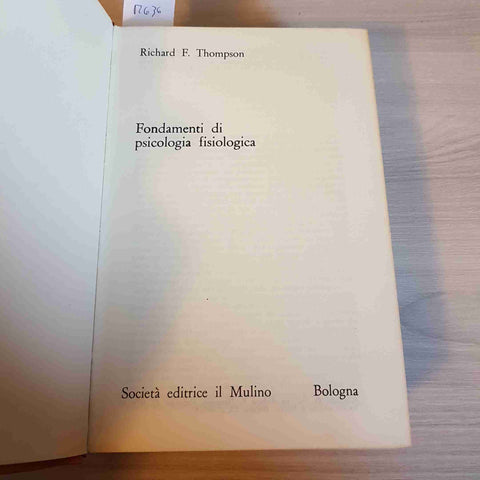 Richard F. Thompson
Fondamenti di
psicologia fisiologica
Società editrice il Mulino Bologna